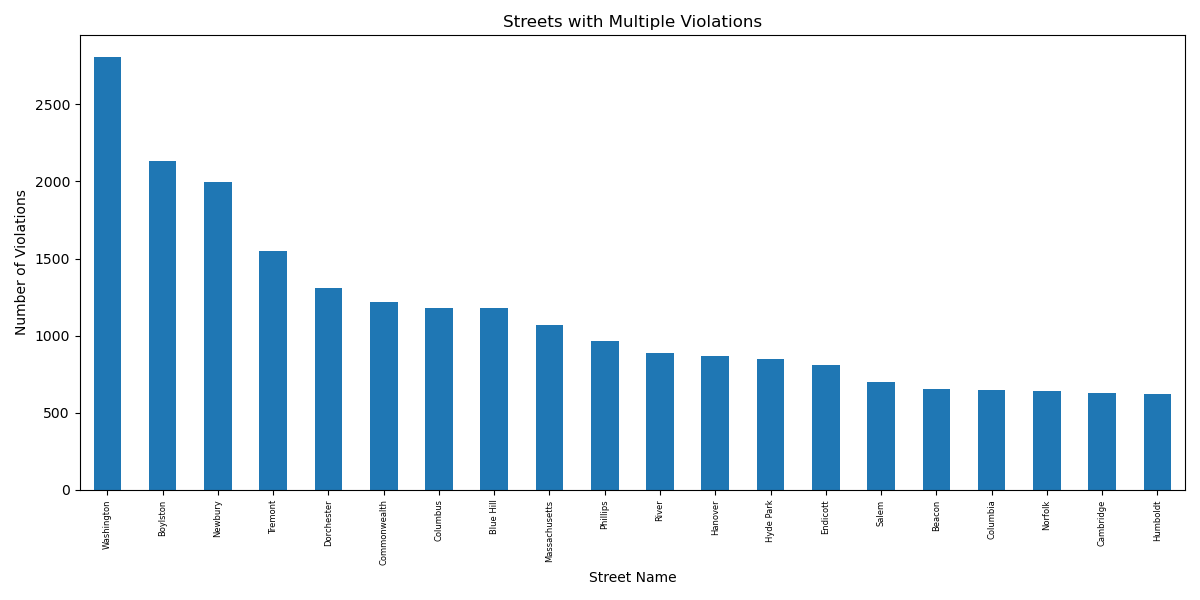 Streets with Multiple Violations
Number of Violations
2500
2000
1500
1000
500
0
Washington
Boylston
Newbury
Tremont
Dorchester
Commonwealth
Columbus
Blue Hill
Massachusetts
Phillips
River
Hanover
Hyde Park
Endicott
Salem
Beacon
Columbia
Norfolk
Cambridge
Humboldt
Street Name